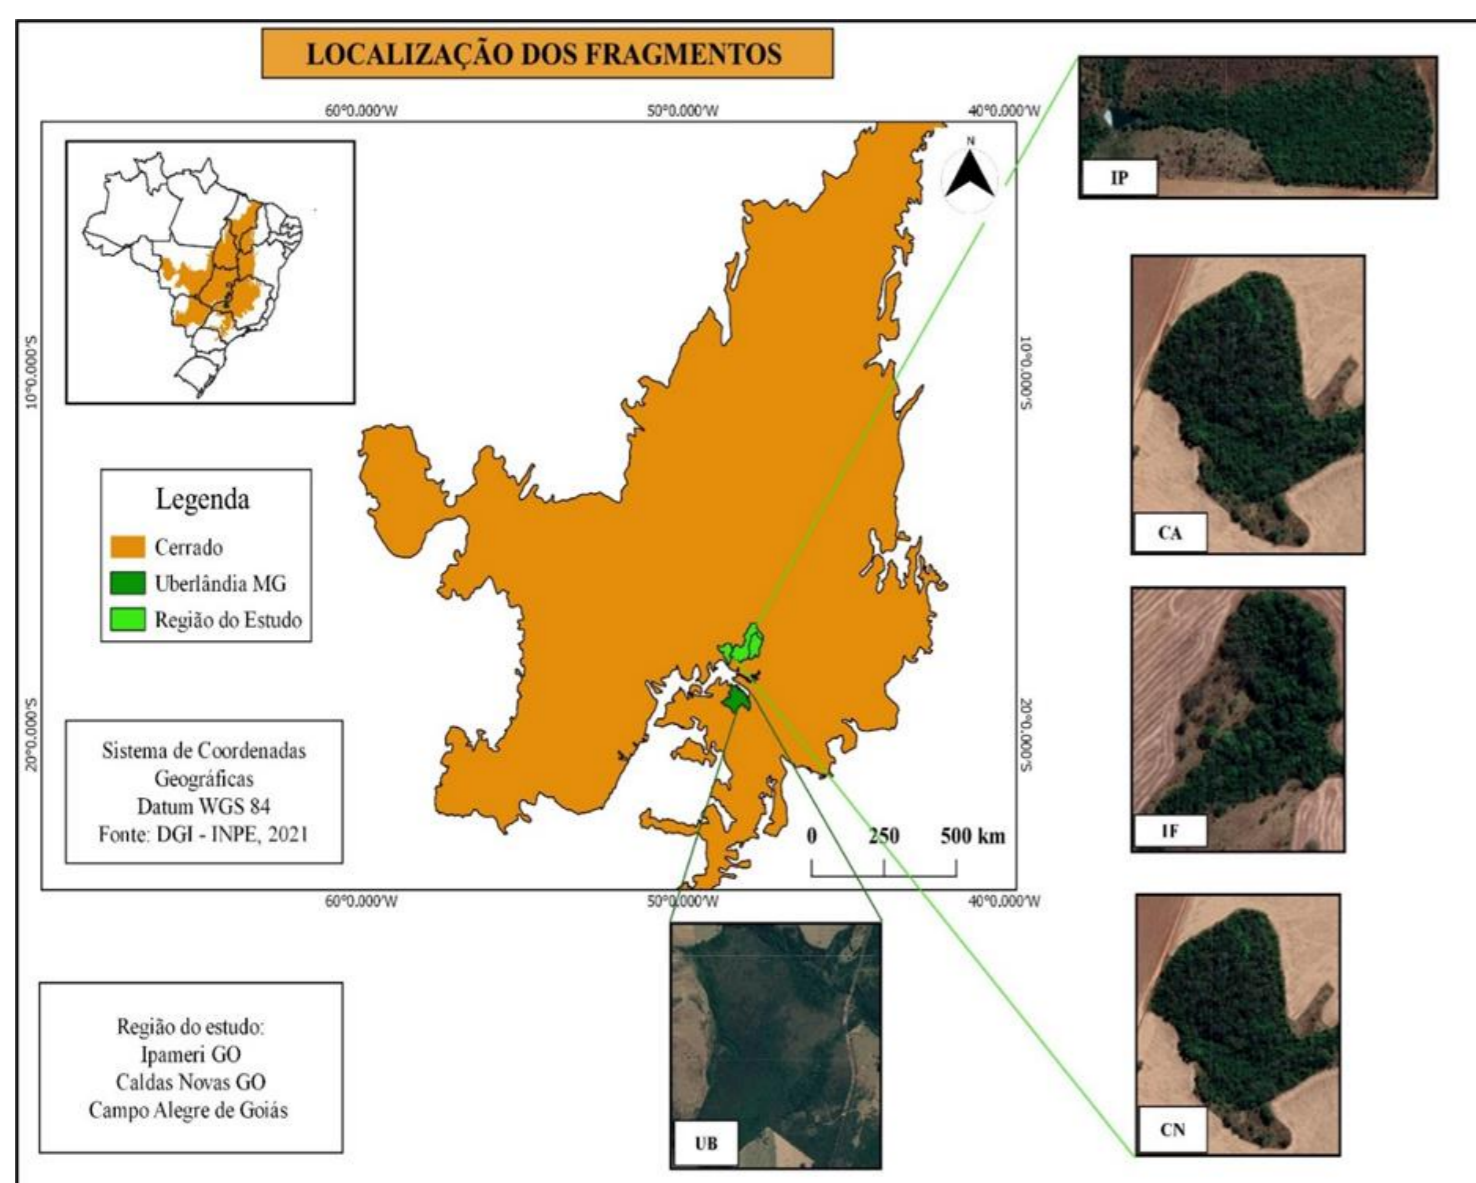 LOCALIZAÇÃO DOS FRAGMENTOS
60°0.000'W
50°0.000'W
40°0.000'W
N
IP
10°0.000'S
10°0.000'S
CA
Legenda
Cerrado
Uberlândia MG
Região do Estudo
IF
20°0.000'S
20°0.000'S
Sistema de Coordenadas
Geográficas
Datum WGS 84
Fonte: DGI - INPE, 2021
0 250 500 km
60°0.000'W
50°0.000'W
40°0.000'W
Região do estudo:
Ipameri GO
Caldas Novas GO
Campo Alegre de Goiás
UB
CN